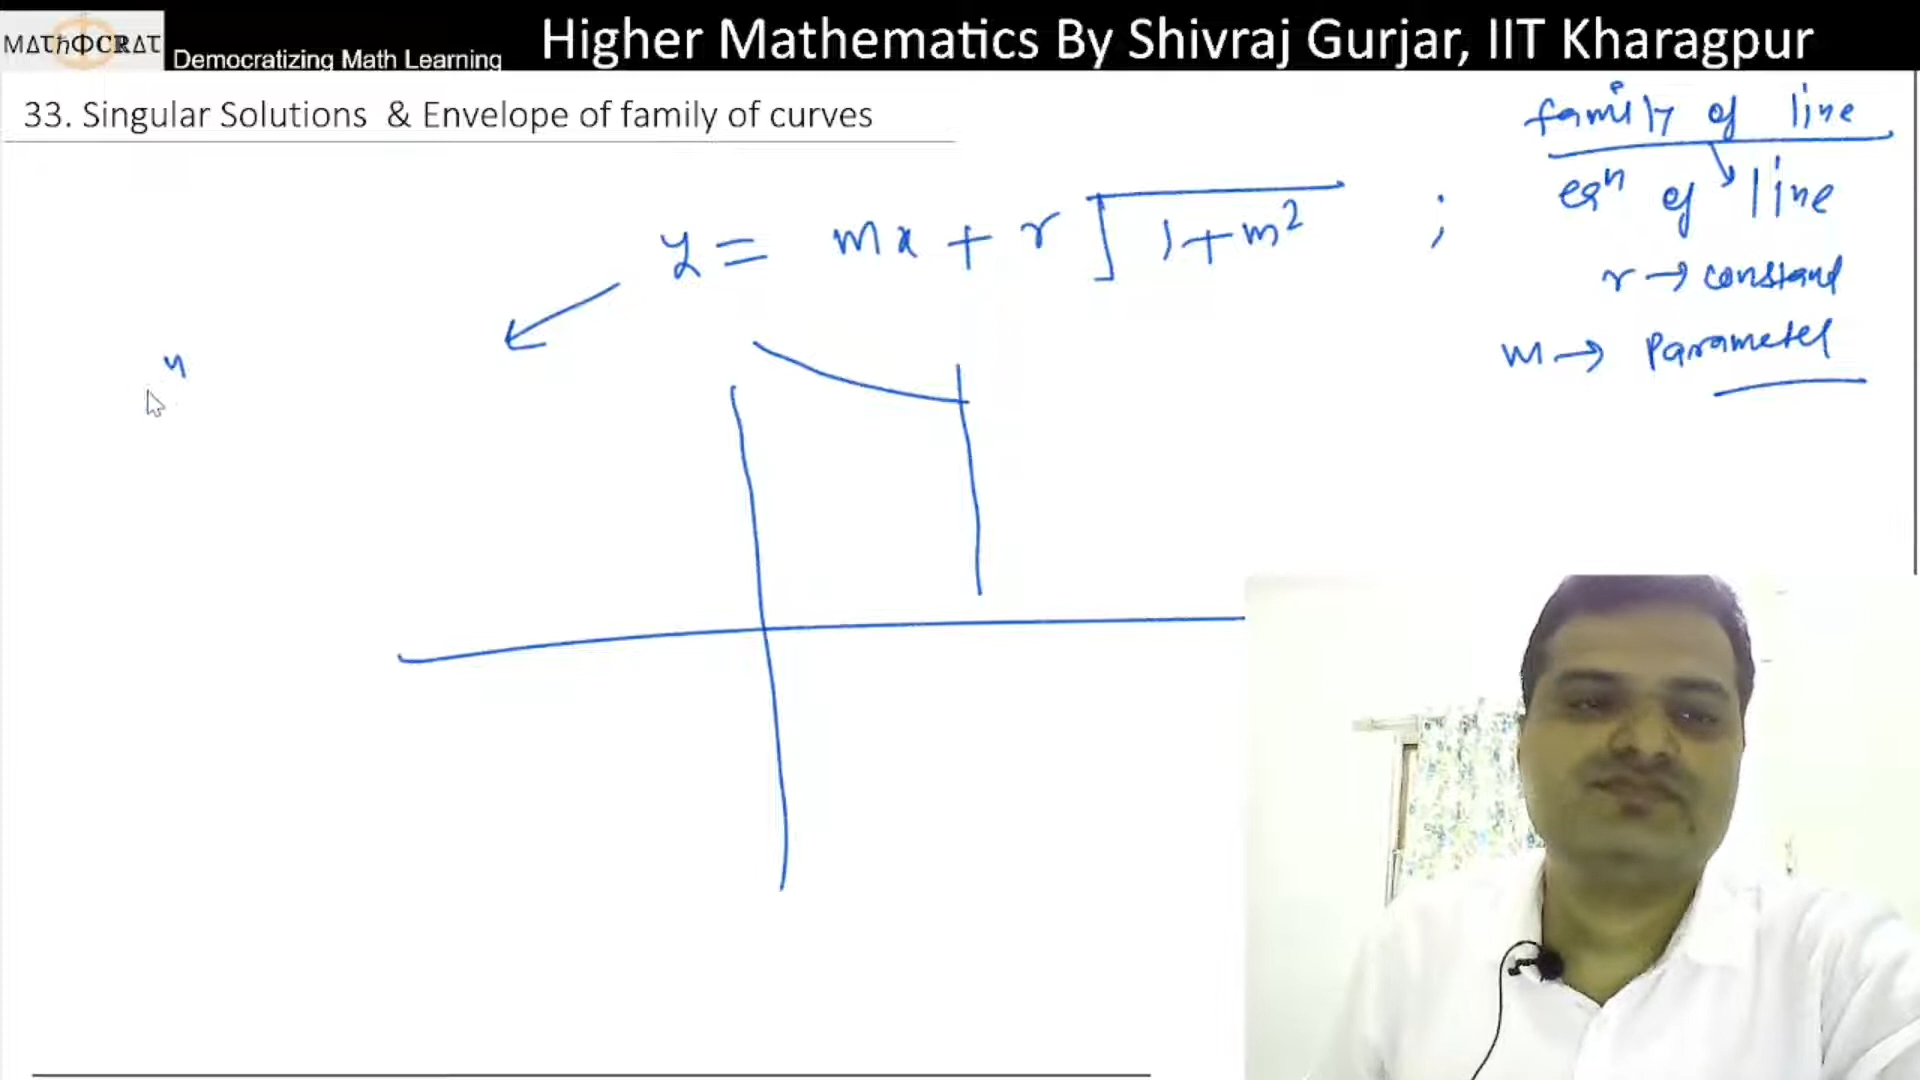 MΔTℏΦCRΔT
Democratizing Math Learning
Higher Mathematics By Shivraj Gurjar, IIT Kharagpur
33. Singular Solutions & Envelope of family of curves
family of line
eqⁿ of line
y = mx + r √1+m² ;
r → constant
m → Parameter